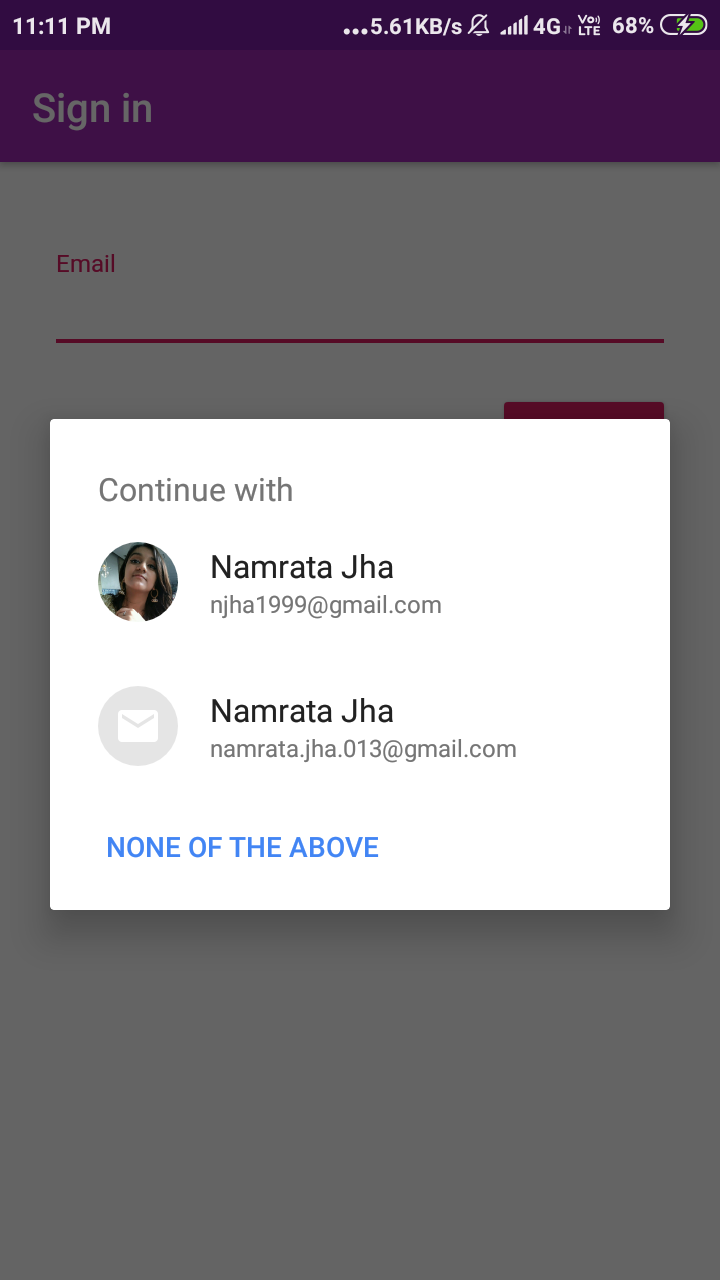 11:11 PM ...5.61KB/s 4G Vo) LTE 68%
Sign in
Email
Continue with
Namrata Jha
njha1999@gmail.com
Namrata Jha
namrata.jha.013@gmail.com
NONE OF THE ABOVE